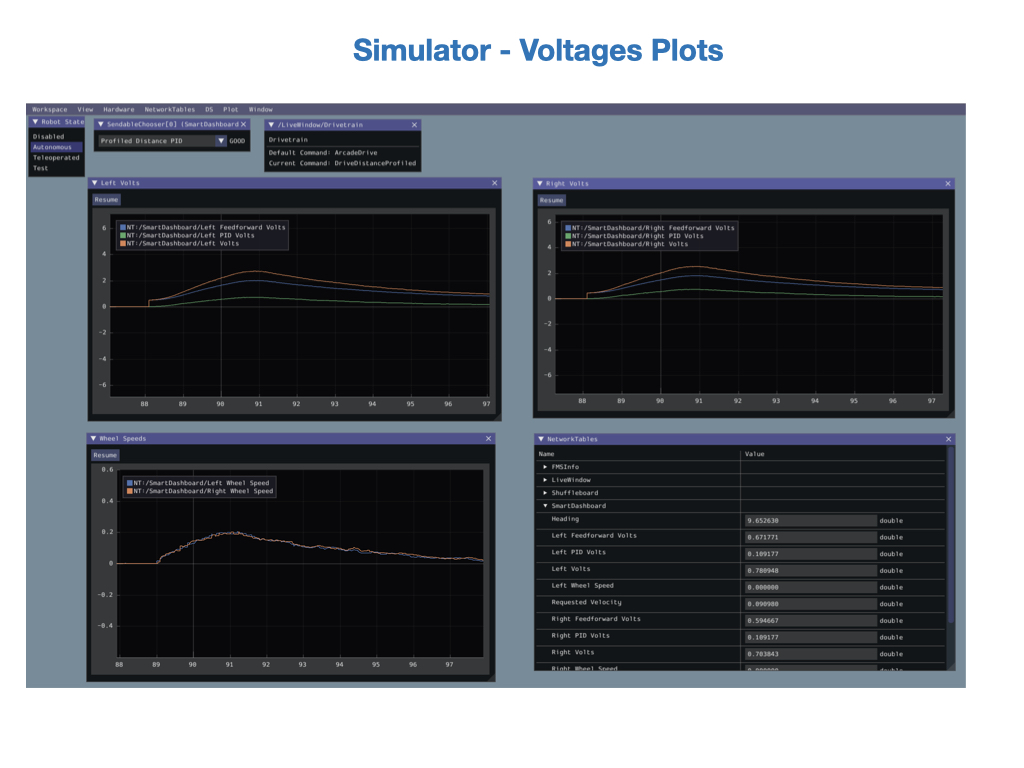 Simulator - Voltages Plots
Workspace View Hardware NetworkTables DS Plot Window
Robot State
Disabled
Autonomous
Teleoperated
Test
SendableChooser[0] (SmartDashboard X
Profiled Distance PID GOOD
/LiveWindow/Drivetrain X
Drivetrain
Default Command: ArcadeDrive
Current Command: DriveDistanceProfiled
Left Volts X
Resume
NT:/SmartDashboard/Left Feedforward Volts
NT:/SmartDashboard/Left PID Volts
NT:/SmartDashboard/Left Volts
6
4
2
0
-2
-4
-6
88 89 90 91 92 93 94 95 96 97
Right Volts X
Resume
NT:/SmartDashboard/Right Feedforward Volts
NT:/SmartDashboard/Right PID Volts
NT:/SmartDashboard/Right Volts
6
4
2
0
-2
-4
-6
88 89 90 91 92 93 94 95 96 97
Wheel Speeds X
Resume
NT:/SmartDashboard/Left Wheel Speed
NT:/SmartDashboard/Right Wheel Speed
0.6
0.4
0.2
0
-0.2
-0.4
88 89 90 91 92 93 94 95 96 97
NetworkTables X
Name Value
FMSInfo
LiveWindow
Shuffleboard
SmartDashboard
Heading 9.652630 double
Left Feedforward Volts 0.671771 double
Left PID Volts 0.109177 double
Left Volts 0.780948 double
Left Wheel Speed 0.000000 double
Requested Velocity 0.090980 double
Right Feedforward Volts 0.594667 double
Right PID Volts 0.109177 double
Right Volts 0.703843 double
Right Wheel Speed double